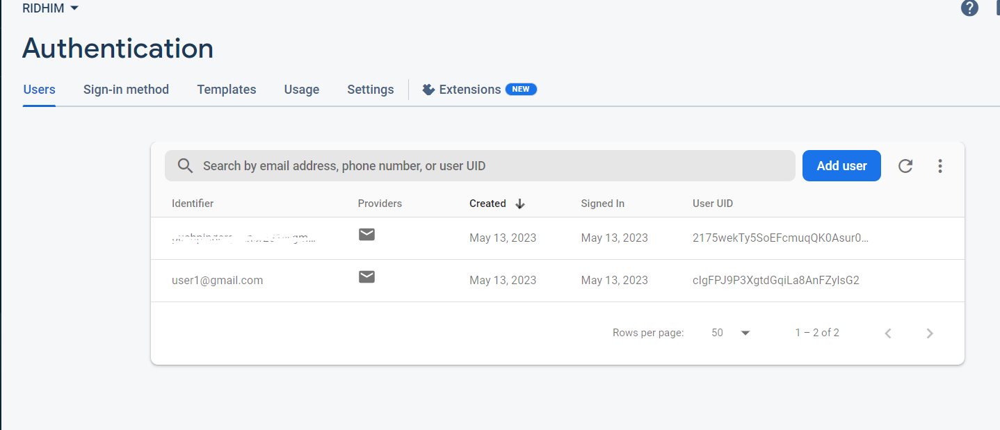 RIDHIM
Authentication
Users Sign-in method Templates Usage Settings Extensions NEW
Search by email address, phone number, or user UID Add user
Identifier Providers Created Signed In User UID
May 13, 2023 May 13, 2023 2175wekTy5SoEFcmuqQK0Asur0...
user1@gmail.com May 13, 2023 May 13, 2023 cIgFPJ9P3XgtdGqiLa8AnFZyIsG2
Rows per page: 50 1 – 2 of 2